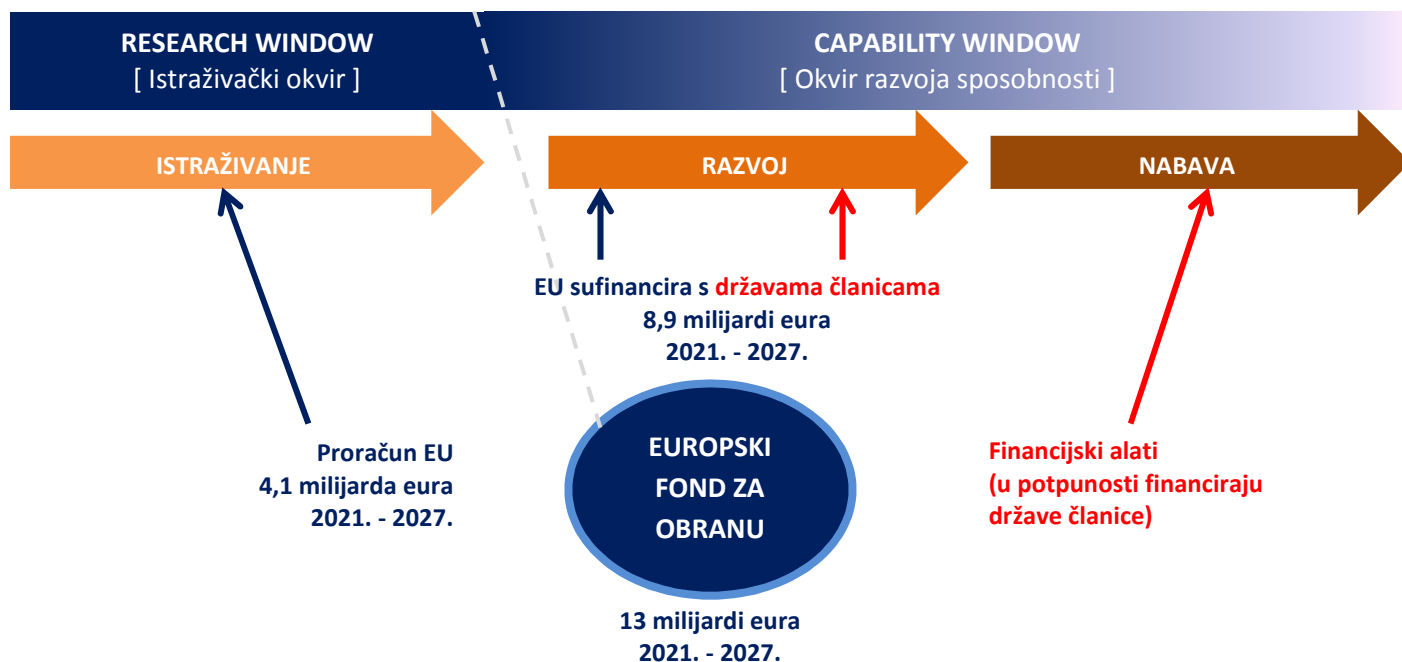 RESEARCH WINDOW
[ Istraživački okvir ]
CAPABILITY WINDOW
[ Okvir razvoja sposobnosti ]
ISTRAŽIVANJE
RAZVOJ
NABAVA
EU sufinancira s državama članicama
8,9 milijardi eura
2021. - 2027.
Proračun EU
4,1 milijarda eura
2021. - 2027.
EUROPSKI
FOND ZA
OBRANU
Financijski alati
(u potpunosti financiraju
države članice)
13 milijardi eura
2021. - 2027.